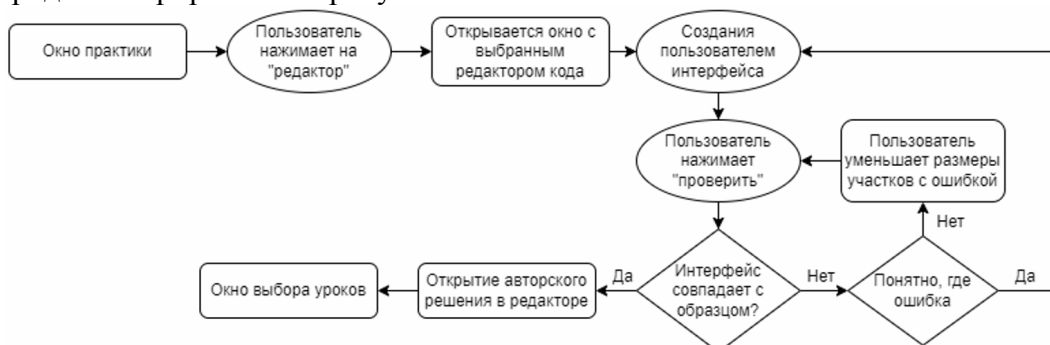 Окно практики
Пользователь
нажимает на
"редактор"
Открывается окно с
выбранным
редактором кода
Создания
пользователем
интерфейса
Пользователь
нажимает
"проверить"
Пользователь
уменьшает размеры
участков с ошибкой
Нет
Окно выбора уроков
Открытие авторского
решения в редакторе
Да
Интерфейс
совпадает с
образцом?
Нет
Понятно, где
ошибка
Да